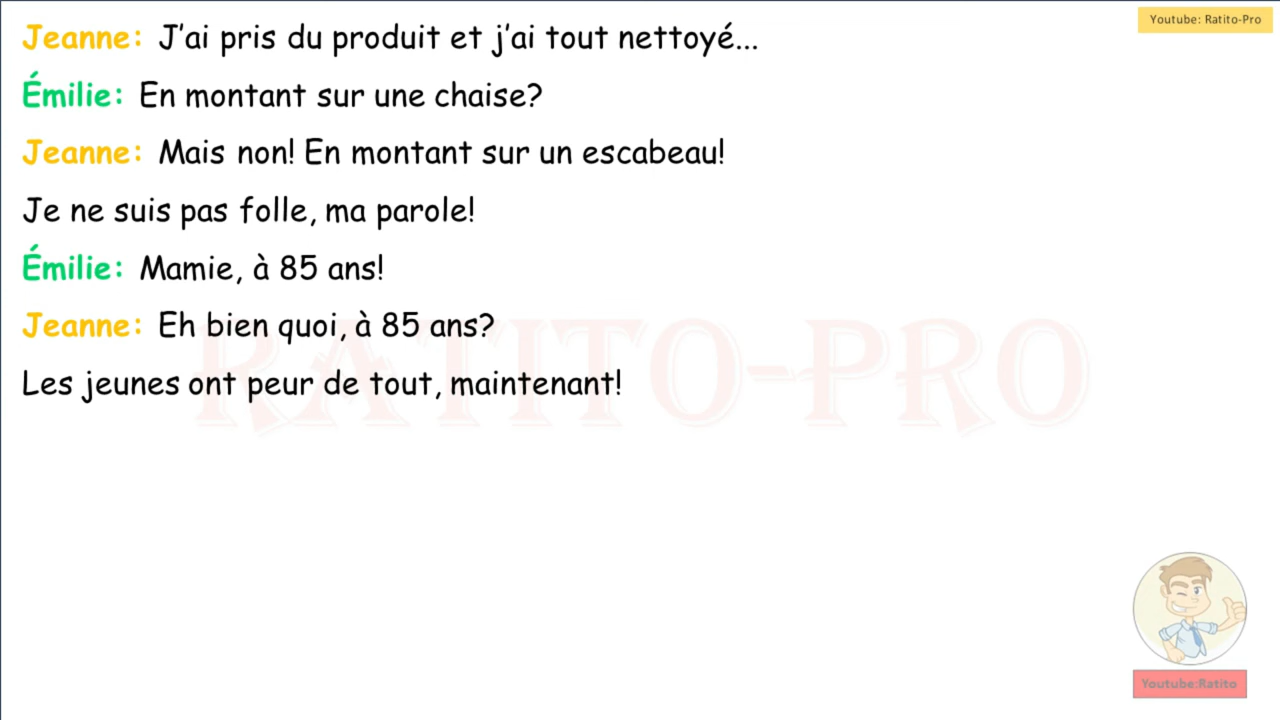 Youtube: Ratito-Pro
Jeanne: J'ai pris du produit et j'ai tout nettoyé...
Émilie: En montant sur une chaise?
Jeanne: Mais non! En montant sur un escabeau!
Je ne suis pas folle, ma parole!
Émilie: Mamie, à 85 ans!
Jeanne: Eh bien quoi, à 85 ans?
Les jeunes ont peur de tout, maintenant!
RATITO-PRO
Youtube:Ratito